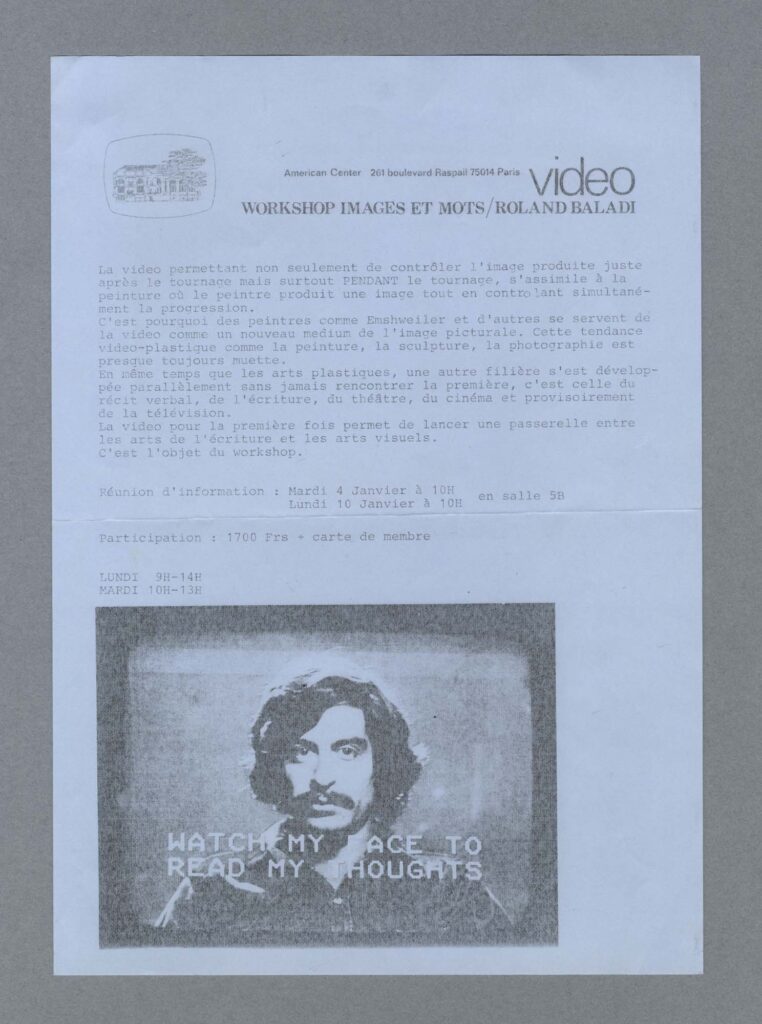 American Center 261 boulevard Raspail 75014 Paris video
WORKSHOP IMAGES ET MOTS/ROLAND BALADI
La video permettant non seulement de contrôler l'image produite juste
après le tournage mais surtout PENDANT le tournage, s'assimile à la
peinture où le peintre produit une image tout en controlant simultané-
ment la progression.
C'est pourquoi des peintres comme Emshweiler et d'autres se servent de
la video comme un nouveau medium de l'image picturale. Cette tendance
video-plastique comme la peinture, la sculpture, la photographie est
presque toujours muette.
En même temps que les arts plastiques, une autre filière s'est dévelop-
pée parallèlement sans jamais rencontrer la première, c'est celle du
récit verbal, de l'écriture, du théâtre, du cinéma et provisoirement
de la télévision.
La video pour la première fois permet de lancer une passerelle entre
les arts de l'écriture et les arts visuels.
C'est l'objet du workshop.
Réunion d'information : Mardi 4 Janvier à 10H
Lundi 10 Janvier à 10H en salle 5B
Participation : 1700 Frs + carte de membre
LUNDI 9H-14H
MARDI 10H-13H
WATCH MY ACE TO
READ MY THOUGHTS